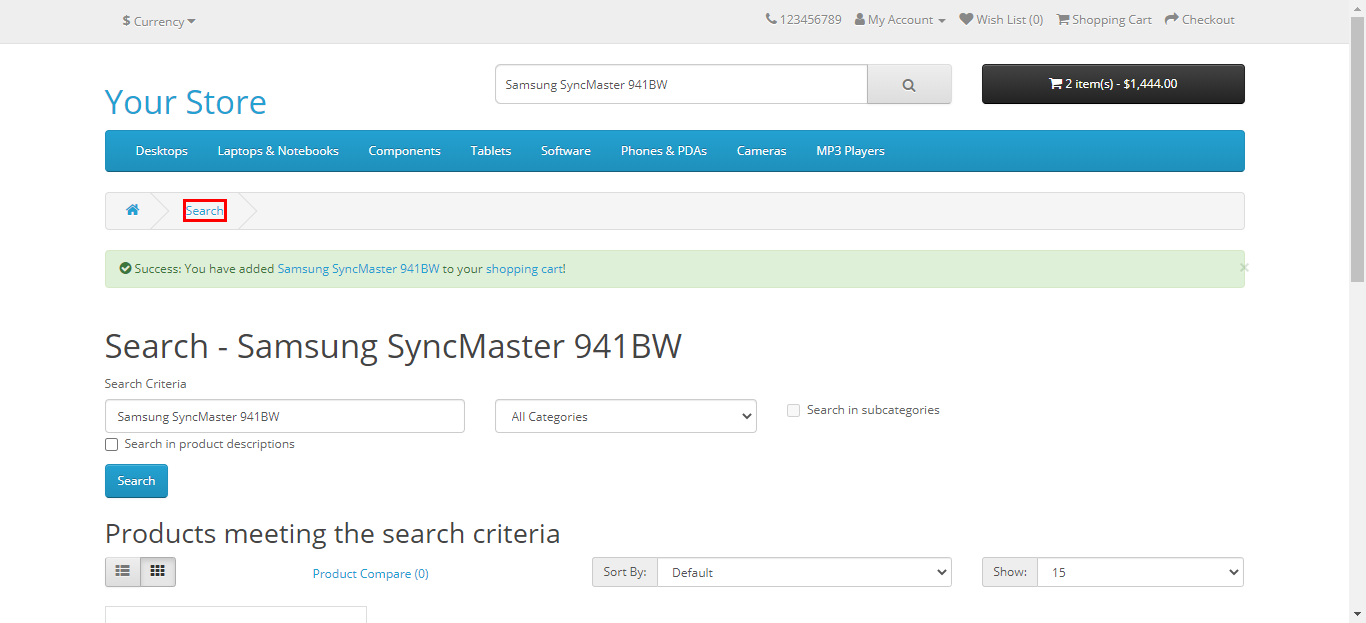 $ Currency
123456789 My Account Wish List (0) Shopping Cart Checkout
Your Store
Samsung SyncMaster 941BW
2 item(s) - $1,444.00
Desktops Laptops & Notebooks Components Tablets Software Phones & PDAs Cameras MP3 Players
Search
Success: You have added Samsung SyncMaster 941BW to your shopping cart!
×
Search - Samsung SyncMaster 941BW
Search Criteria
Samsung SyncMaster 941BW All Categories Search in subcategories
Search in product descriptions
Search
Products meeting the search criteria
Product Compare (0) Sort By: Default Show: 15